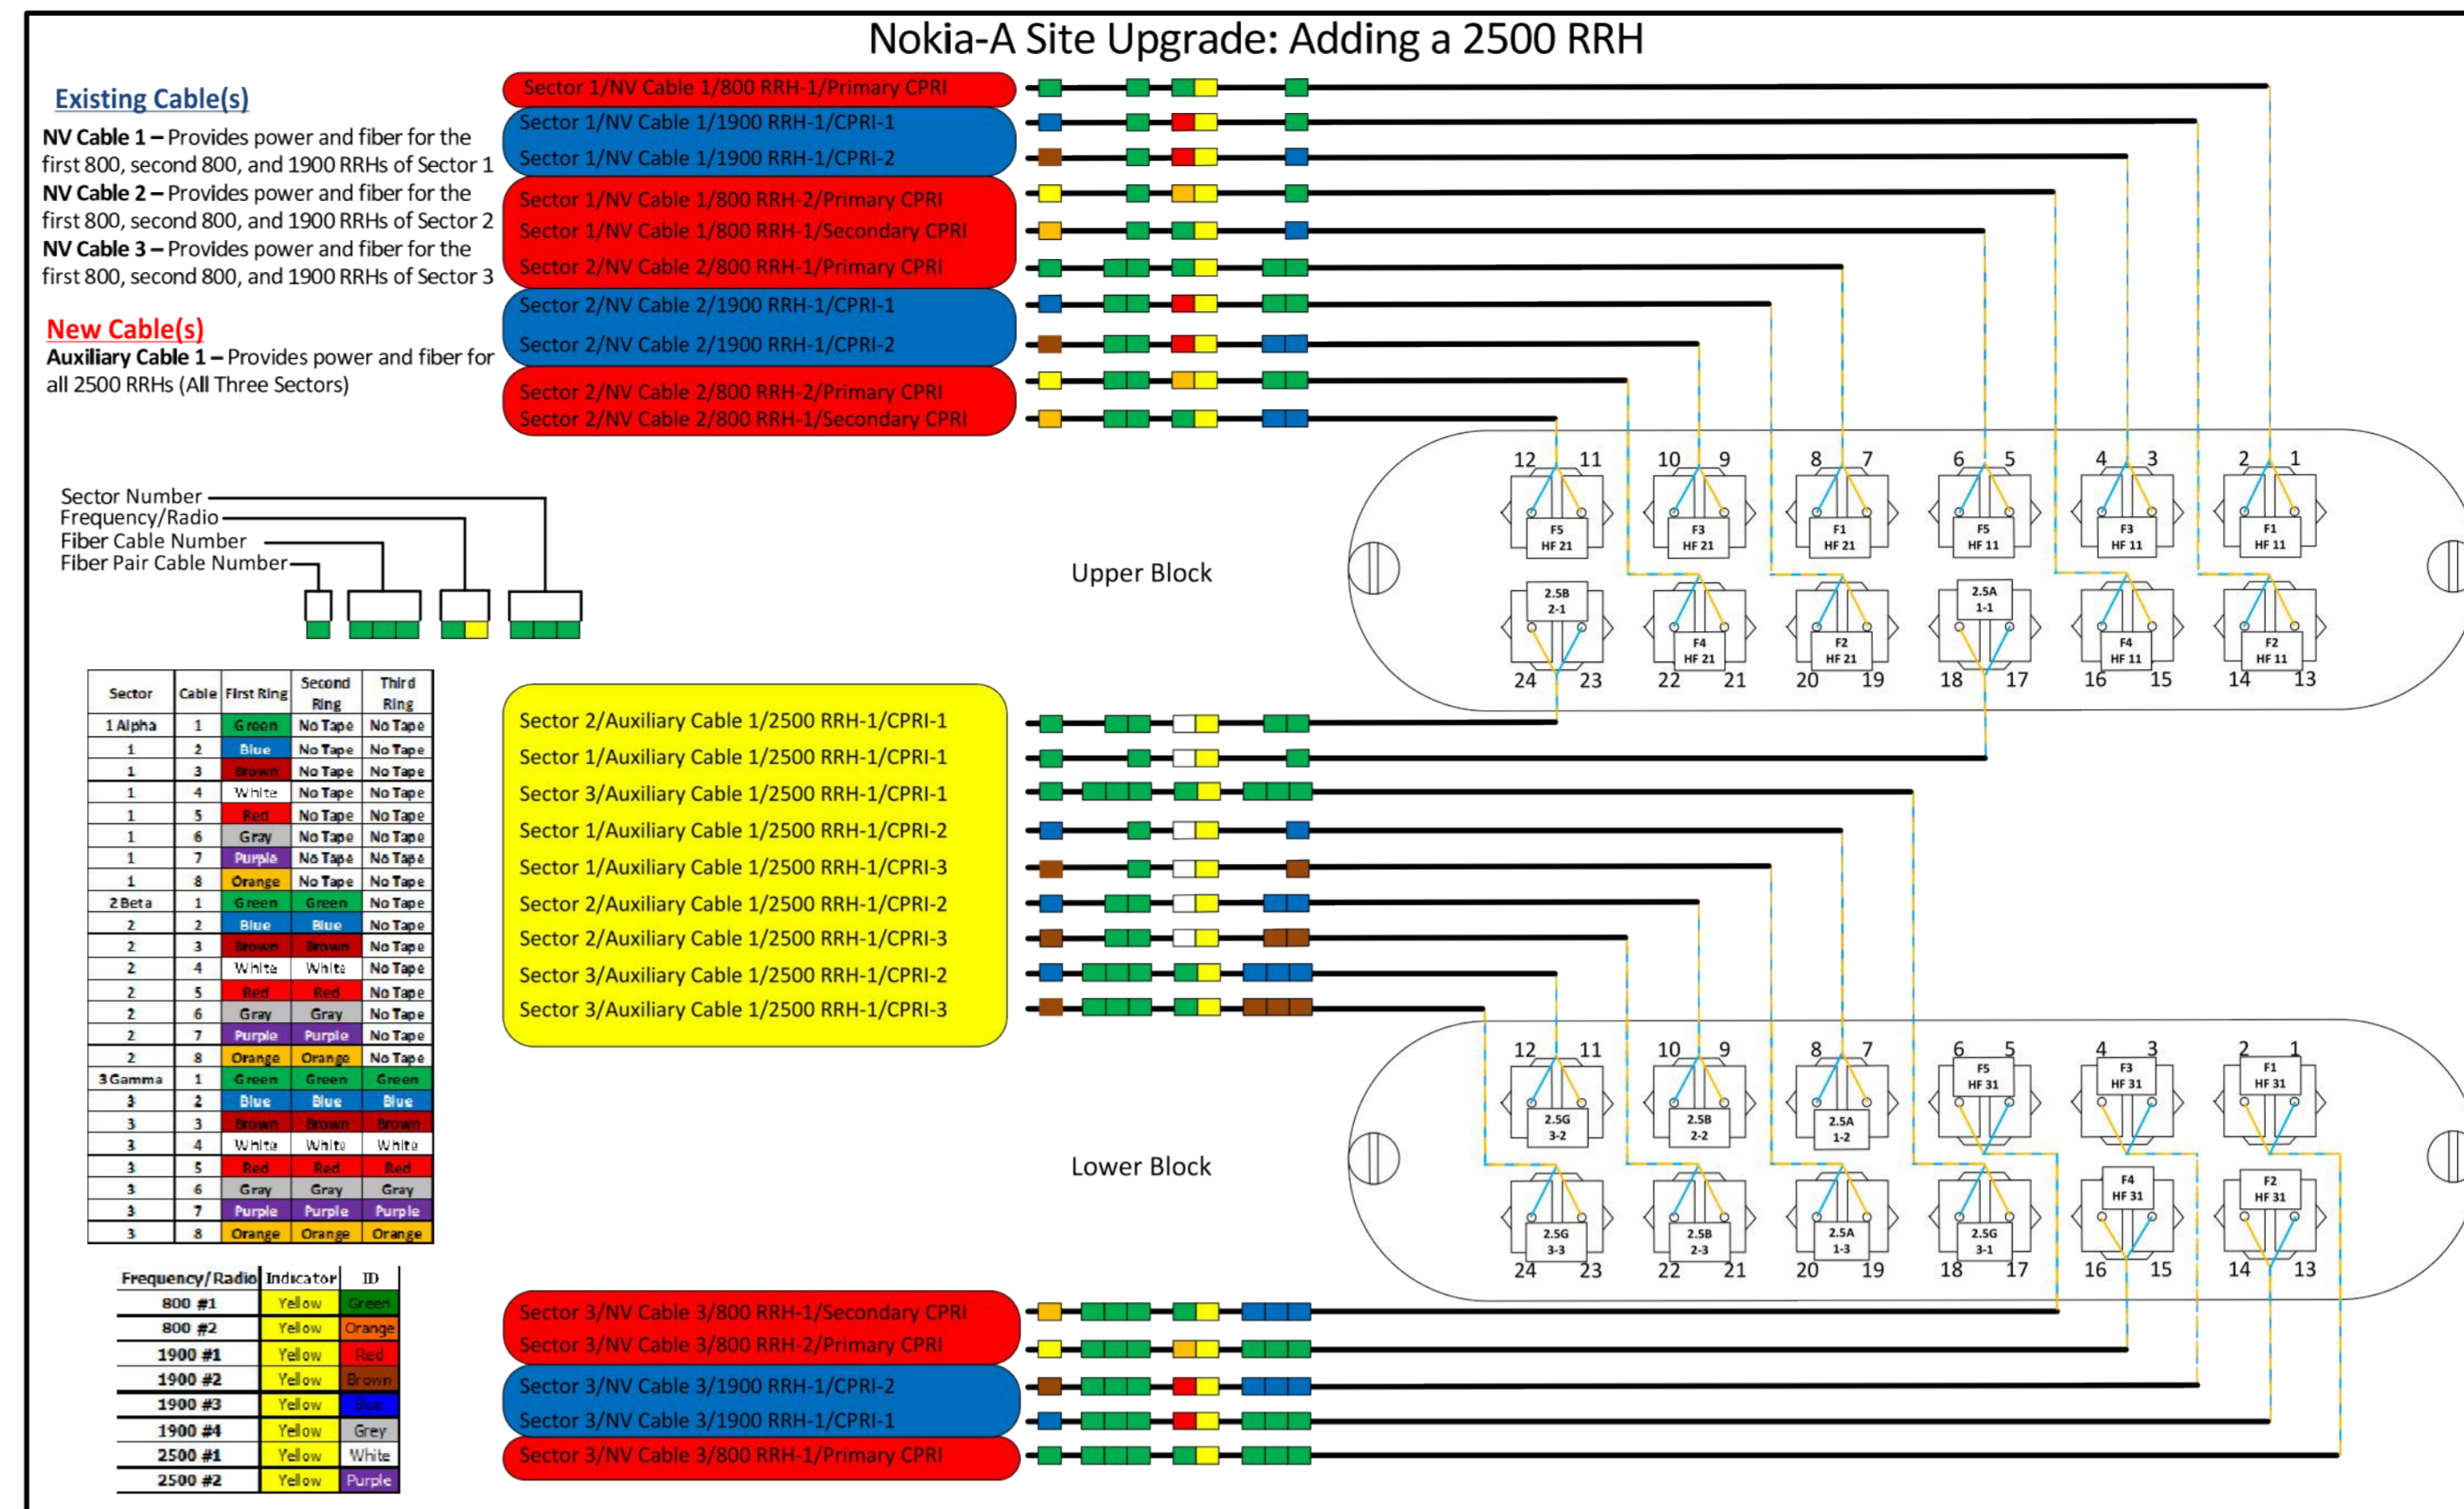 Nokia-A Site Upgrade: Adding a 2500 RRH
Existing Cable(s)
NV Cable 1 – Provides power and fiber for the
first 800, second 800, and 1900 RRHs of Sector 1
NV Cable 2 – Provides power and fiber for the
first 800, second 800, and 1900 RRHs of Sector 2
NV Cable 3 – Provides power and fiber for the
first 800, second 800, and 1900 RRHs of Sector 3
New Cable(s)
Auxiliary Cable 1 – Provides power and fiber for
all 2500 RRHs (All Three Sectors)
Sector 1/NV Cable 1/800 RRH-1/Primary CPRI
Sector 1/NV Cable 1/1900 RRH-1/CPRI-1
Sector 1/NV Cable 1/1900 RRH-1/CPRI-2
Sector 1/NV Cable 1/800 RRH-2/Primary CPRI
Sector 1/NV Cable 1/800 RRH-1/Secondary CPRI
Sector 2/NV Cable 2/800 RRH-1/Primary CPRI
Sector 2/NV Cable 2/1900 RRH-1/CPRI-1
Sector 2/NV Cable 2/1900 RRH-1/CPRI-2
Sector 2/NV Cable 2/800 RRH-2/Primary CPRI
Sector 2/NV Cable 2/800 RRH-1/Secondary CPRI
Sector Number
Frequency/Radio
Fiber Cable Number
Fiber Pair Cable Number
Upper Block
12 11 10 9 8 7 6 5 4 3 2 1
F5 F3 F1 F5 F3 F1
HF 21 HF 21 HF 21 HF 11 HF 11 HF 11
2.5B 2.5A
2-1 1-1
F4 F2 F4 F2
HF 21 HF 21 HF 11 HF 11
24 23 22 21 20 19 18 17 16 15 14 13
Sector Cable First Ring Second Ring Third Ring
1 Alpha 1 Green No Tape No Tape
1 2 Blue No Tape No Tape
1 3 Brown No Tape No Tape
1 4 White No Tape No Tape
1 5 Red No Tape No Tape
1 6 Gray No Tape No Tape
1 7 Purple No Tape No Tape
1 8 Orange No Tape No Tape
2 Beta 1 Green Green No Tape
2 2 Blue Blue No Tape
2 3 Brown Brown No Tape
2 4 White White No Tape
2 5 Red Red No Tape
2 6 Gray Gray No Tape
2 7 Purple Purple No Tape
2 8 Orange Orange No Tape
3 Gamma 1 Green Green Green
3 2 Blue Blue Blue
3 3 Brown Brown Brown
3 4 White White White
3 5 Red Red Red
3 6 Gray Gray Gray
3 7 Purple Purple Purple
3 8 Orange Orange Orange
Frequency/Radio Indicator ID
800 #1 Yellow Green
800 #2 Yellow Orange
1900 #1 Yellow Red
1900 #2 Yellow Brown
1900 #3 Yellow Blue
1900 #4 Yellow Grey
2500 #1 Yellow White
2500 #2 Yellow Purple
Sector 2/Auxiliary Cable 1/2500 RRH-1/CPRI-1
Sector 1/Auxiliary Cable 1/2500 RRH-1/CPRI-1
Sector 3/Auxiliary Cable 1/2500 RRH-1/CPRI-1
Sector 1/Auxiliary Cable 1/2500 RRH-1/CPRI-2
Sector 1/Auxiliary Cable 1/2500 RRH-1/CPRI-3
Sector 2/Auxiliary Cable 1/2500 RRH-1/CPRI-2
Sector 2/Auxiliary Cable 1/2500 RRH-1/CPRI-3
Sector 3/Auxiliary Cable 1/2500 RRH-1/CPRI-2
Sector 3/Auxiliary Cable 1/2500 RRH-1/CPRI-3
Lower Block
12 11 10 9 8 7 6 5 4 3 2 1
F5 F3 F1
HF 31 HF 31 HF 31
2.5G 2.5B 2.5A
3-2 2-2 1-2
F4 F2
HF 31 HF 31
2.5G 2.5B 2.5A 2.5G
3-3 2-3 1-3 3-1
24 23 22 21 20 19 18 17 16 15 14 13
Sector 3/NV Cable 3/800 RRH-1/Secondary CPRI
Sector 3/NV Cable 3/800 RRH-2/Primary CPRI
Sector 3/NV Cable 3/1900 RRH-1/CPRI-2
Sector 3/NV Cable 3/1900 RRH-1/CPRI-1
Sector 3/NV Cable 3/800 RRH-1/Primary CPRI